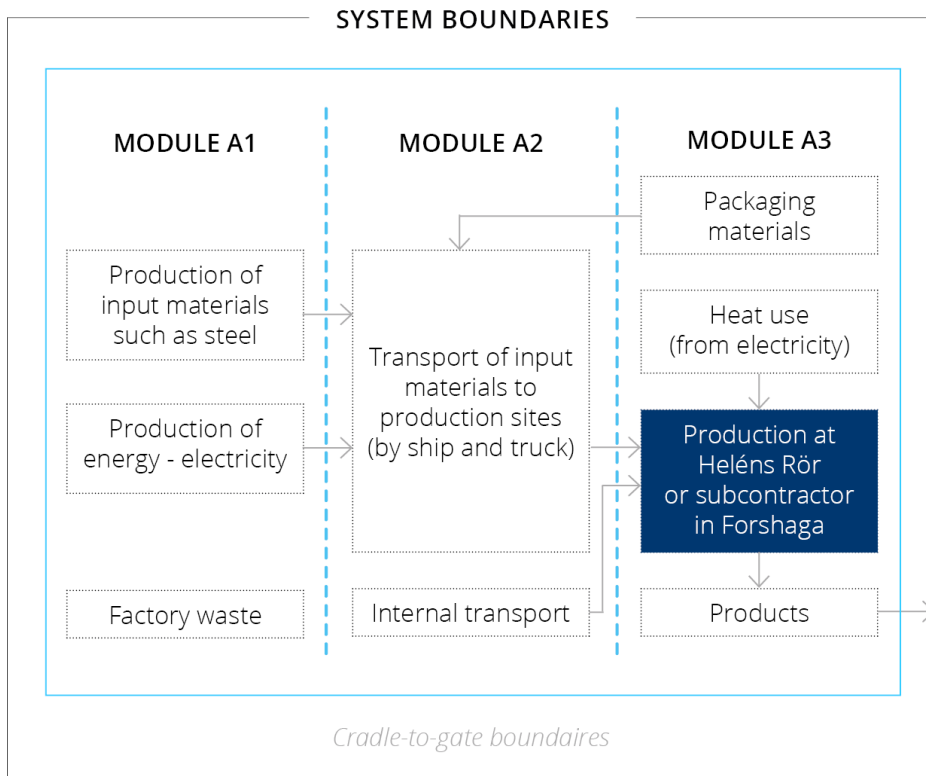 SYSTEM BOUNDARIES
MODULE A1
Production of
input materials
such as steel
Production of
energy - electricity
Factory waste
MODULE A2
Transport of input
materials to
production sites
(by ship and truck)
Internal transport
MODULE A3
Packaging
materials
Heat use
(from electricity)
Production at
Heléns Rör
or subcontractor
in Forshaga
Products
Cradle-to-gate boundaires